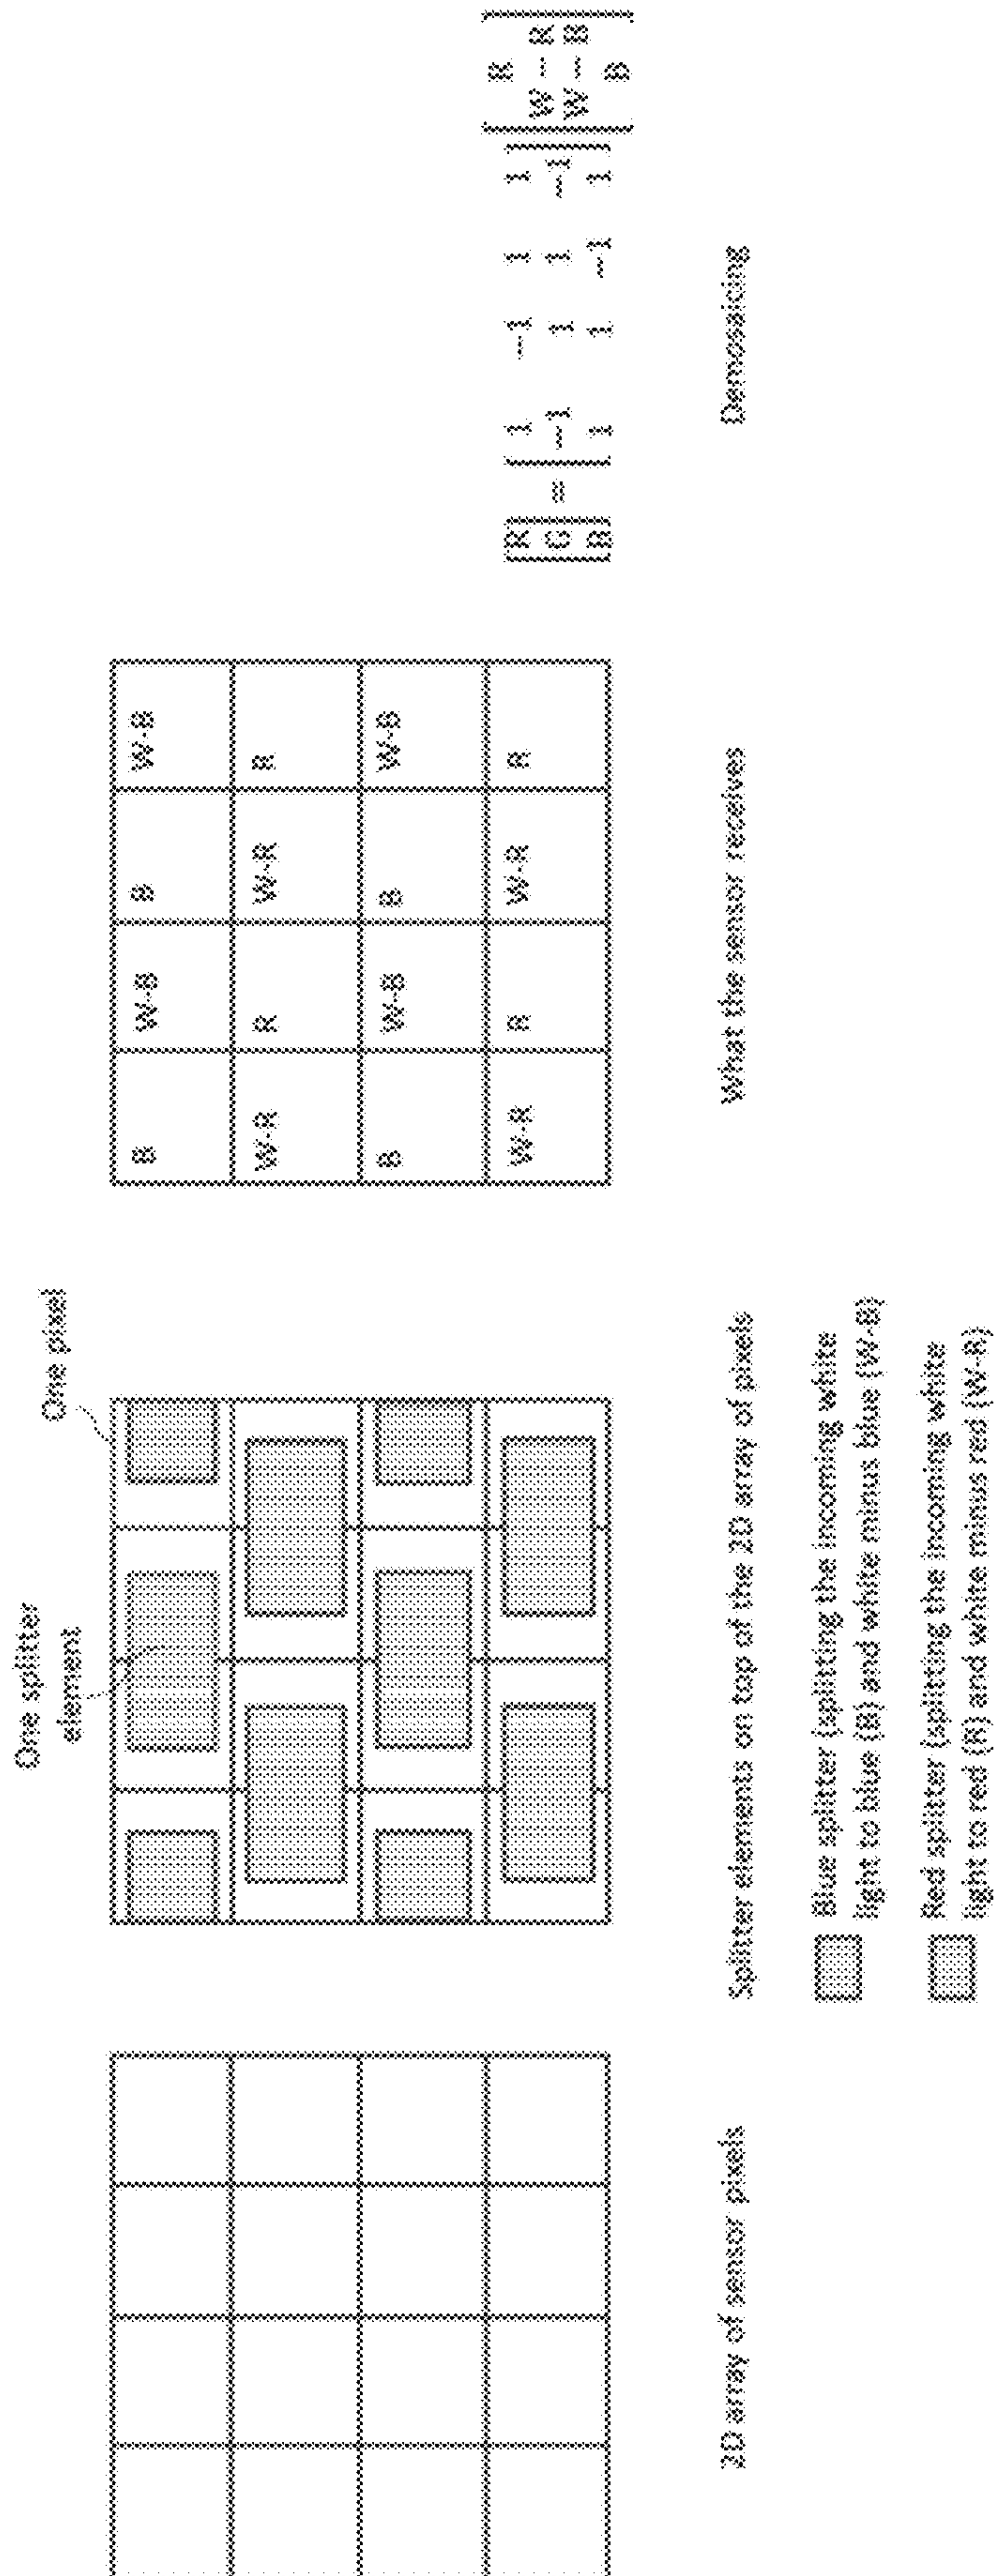 One splitter
element
One pixel
B W-B B W-B
W-R R W-R R
B W-B B W-B
W-R R W-R R
R
[R G B] = [1 -1 1 1
-1 1 1 -1
1 1 -1 1]
W-R
W-B
B
2D array of sensor pixels
Splitter elements on top of the 2D array of pixels
What the sensor receives
Demosaicing
Blue splitter (splitting the incoming white
light to blue (B) and white minus blue (W-B)
Red splitter (splitting the incoming white
light to red (R) and white minus red (W-R)